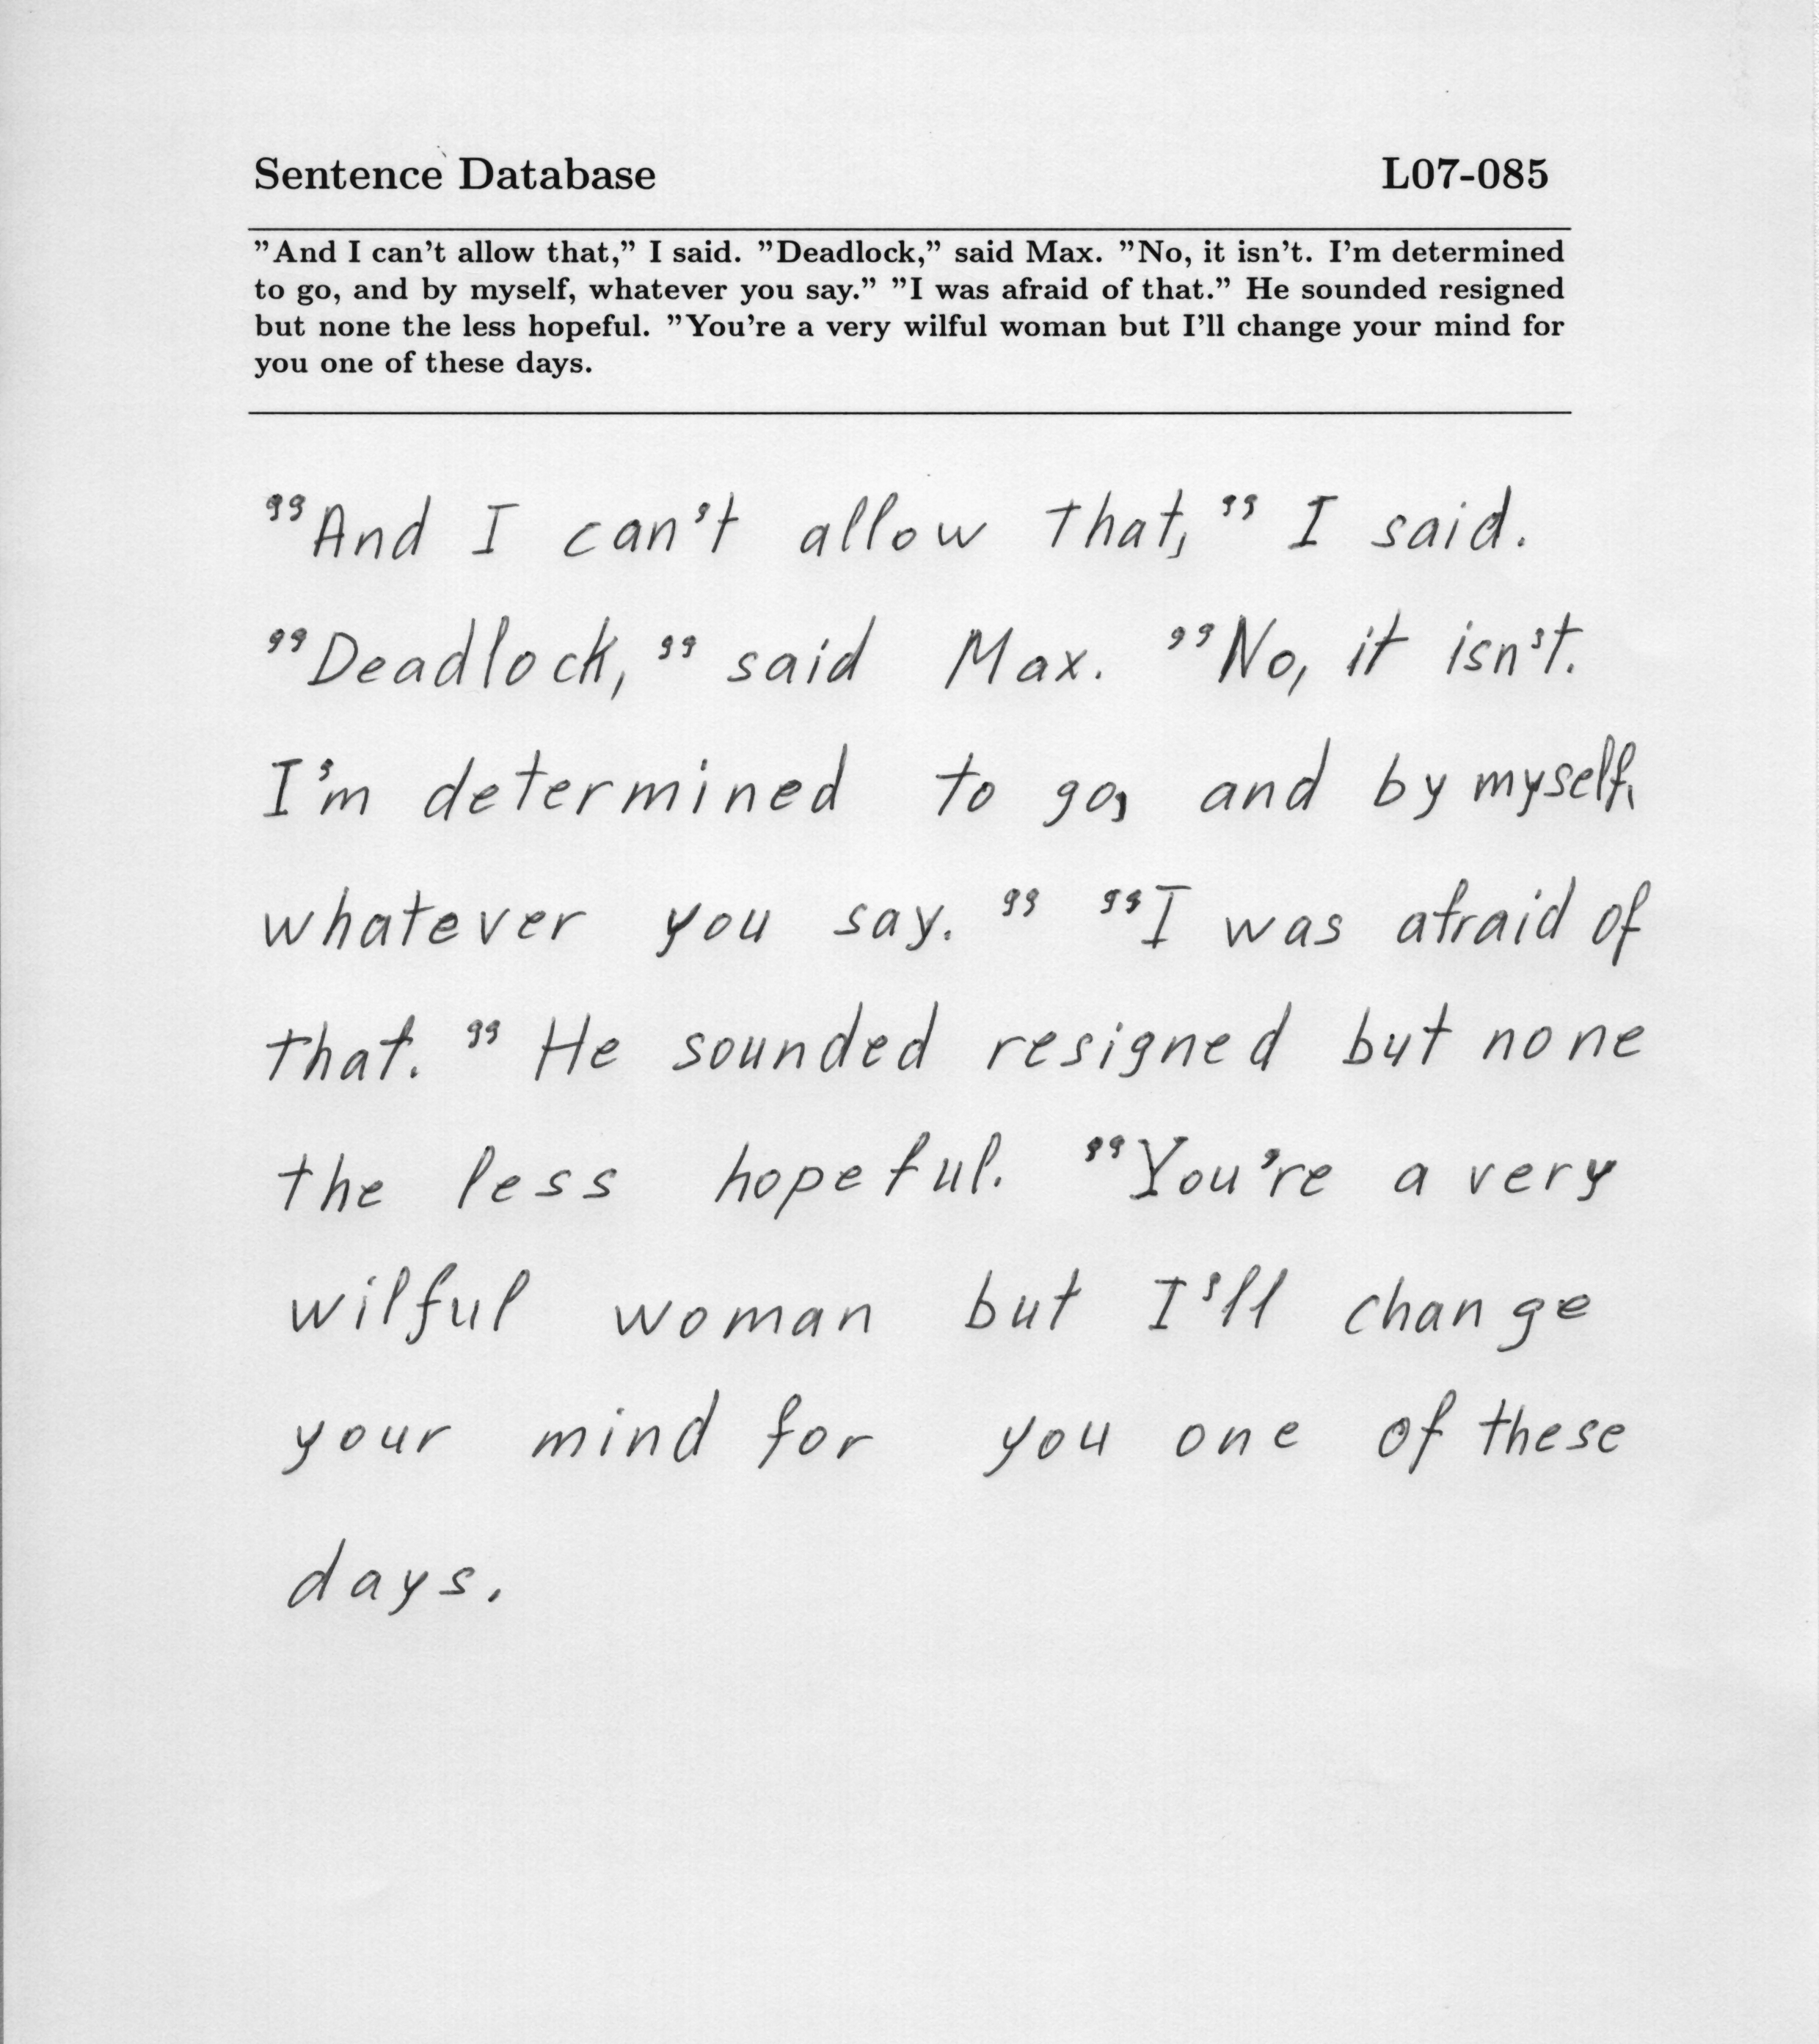 Sentence Database L07-085
”And I can’t allow that,” I said. ”Deadlock,” said Max. ”No, it isn’t. I’m determined
to go, and by myself, whatever you say.” ”I was afraid of that.” He sounded resigned
but none the less hopeful. ”You’re a very wilful woman but I’ll change your mind for
you one of these days.
”And I can’t allow that,” I said.
”Deadlock,” said Max. ”No, it isn’t.
I’m determined to go, and by myself,
whatever you say.” ”I was afraid of
that.” He sounded resigned but none
the less hopeful. ”You’re a very
wilful woman but I’ll change
your mind for you one of these
days.